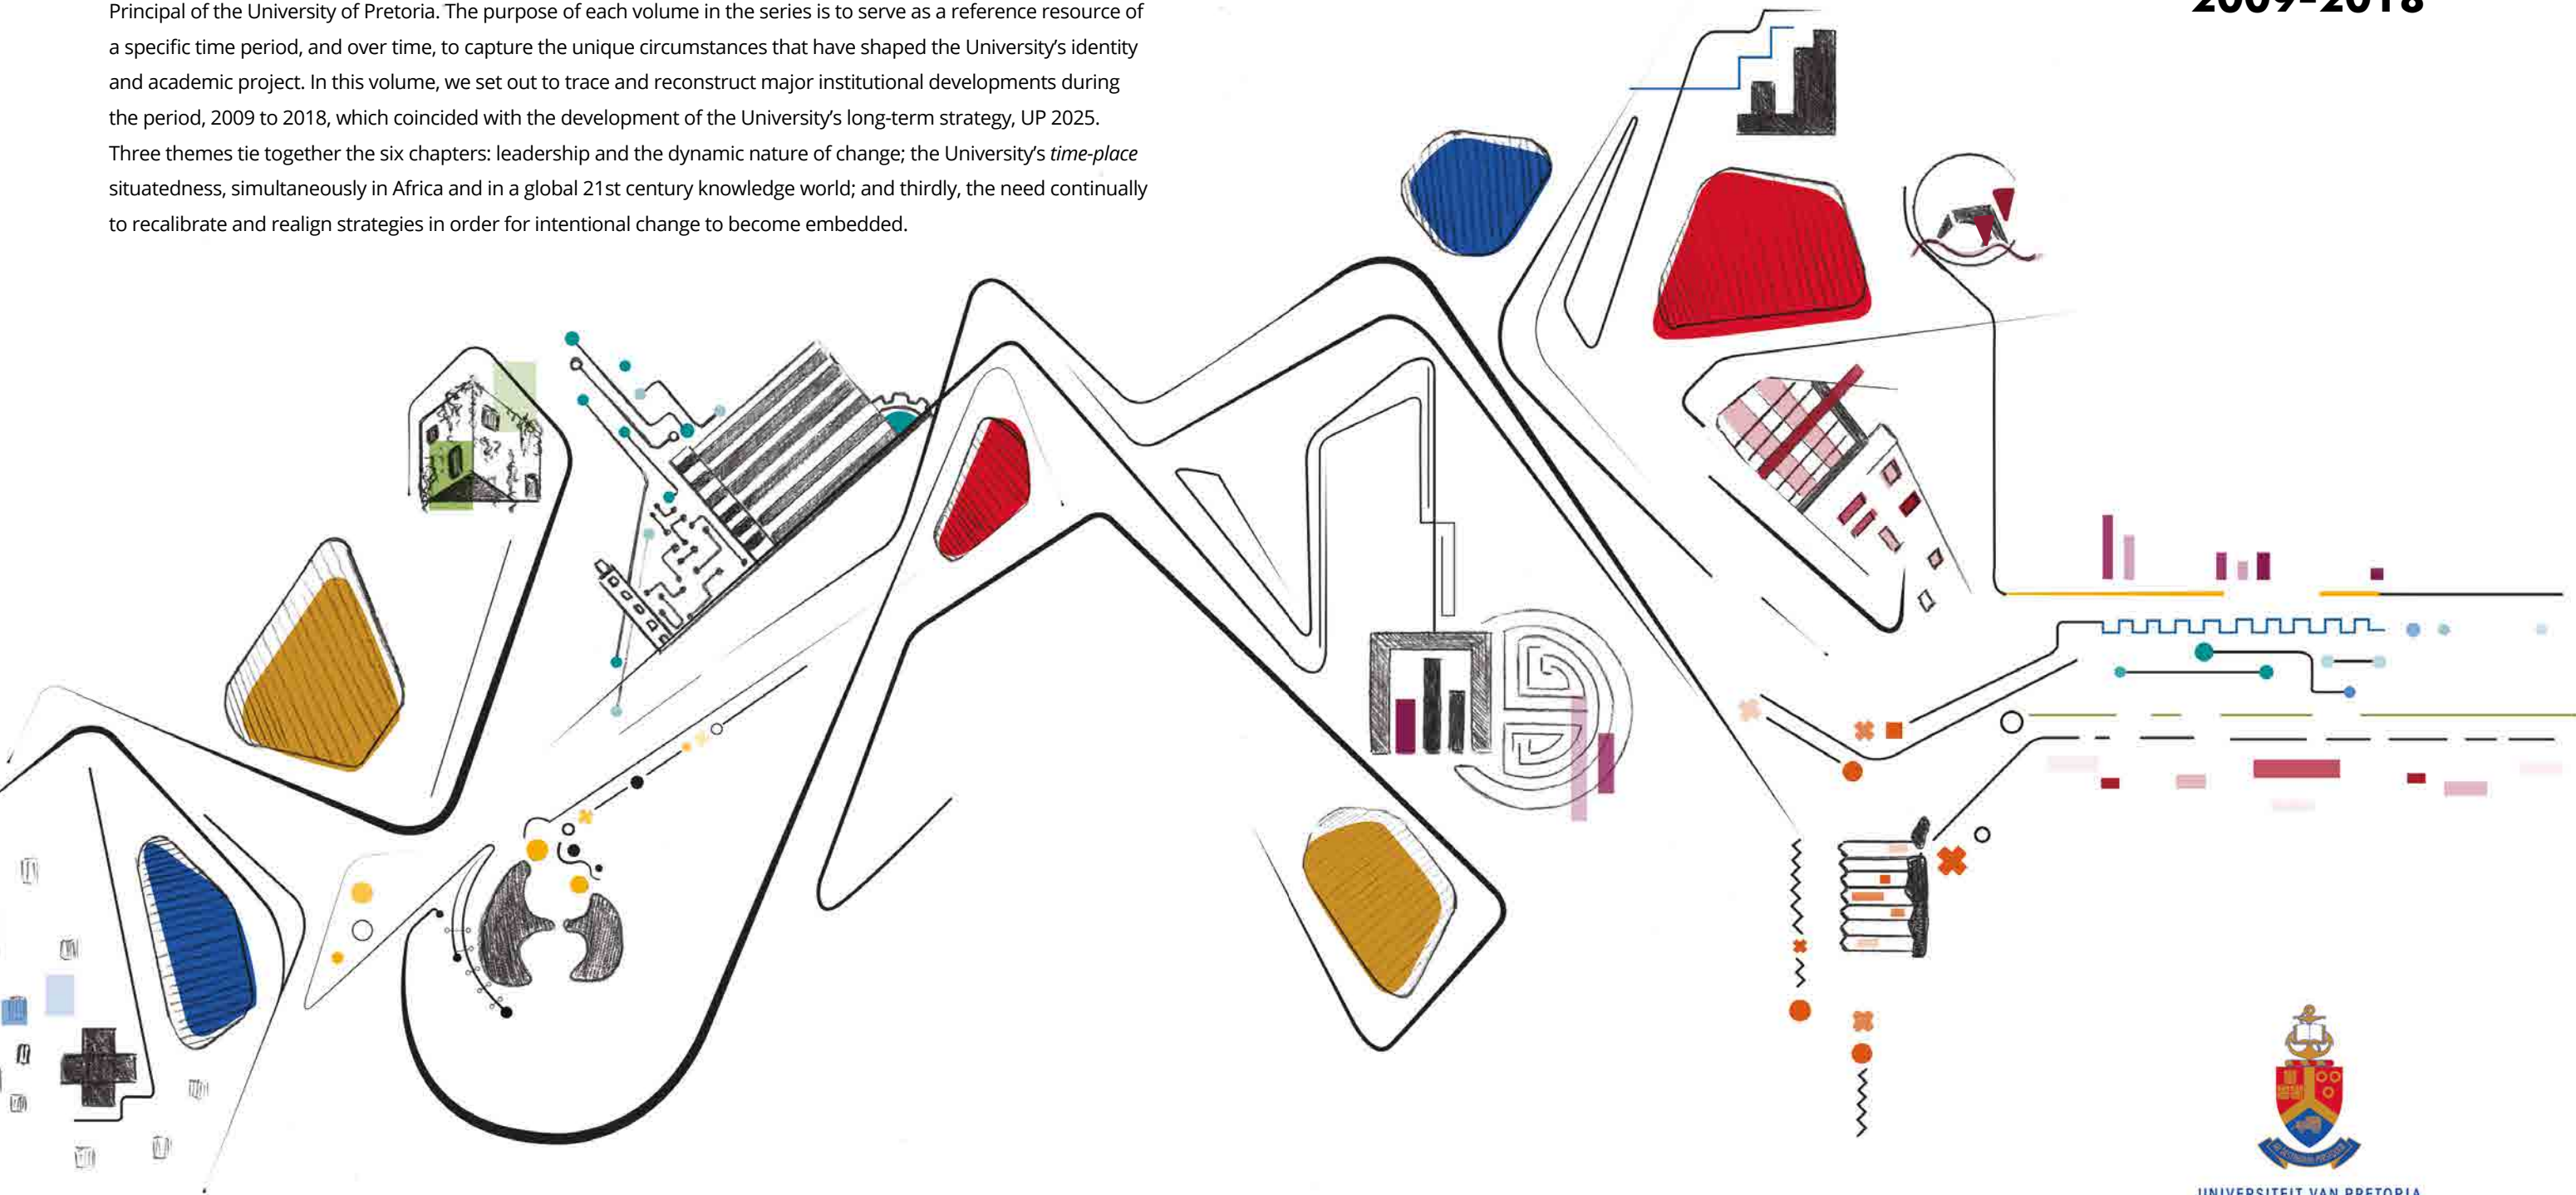 Principal of the University of Pretoria. The purpose of each volume in the series is to serve as a reference resource of
a specific time period, and over time, to capture the unique circumstances that have shaped the University's identity
and academic project. In this volume, we set out to trace and reconstruct major institutional developments during
the period, 2009 to 2018, which coincided with the development of the University's long-term strategy, UP 2025.
Three themes tie together the six chapters: leadership and the dynamic nature of change; the University's time-place
situatedness, simultaneously in Africa and in a global 21st century knowledge world; and thirdly, the need continually
to recalibrate and realign strategies in order for intentional change to become embedded.
2009–2018
UNIVERSITEIT VAN PRETORIA